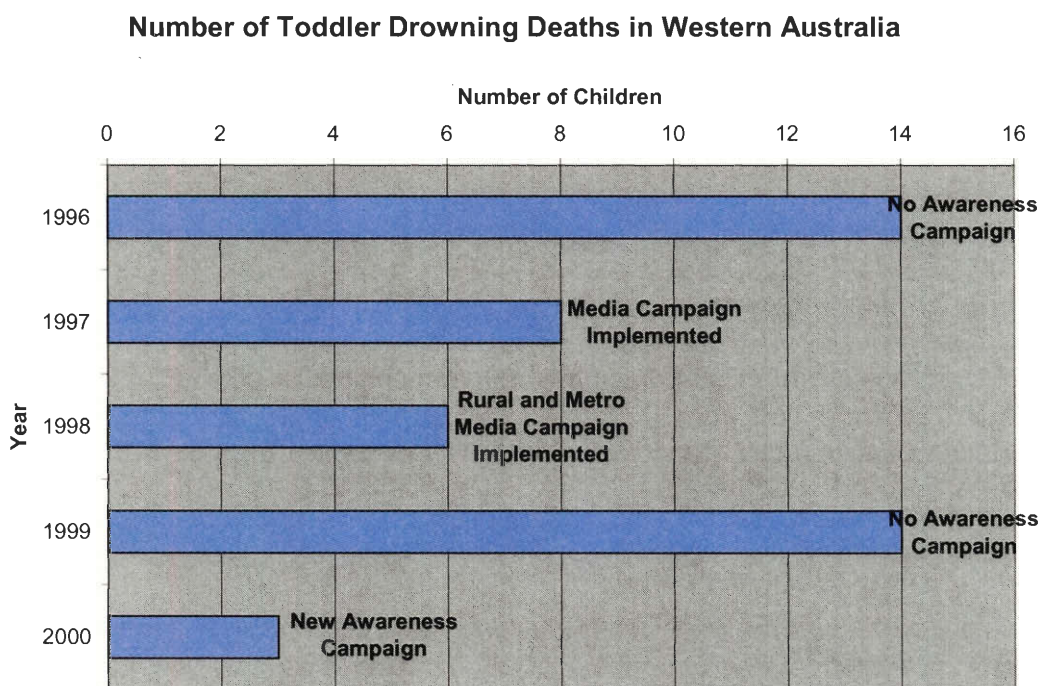 Number of Toddler Drowning Deaths in Western Australia
Number of Children
0 2 4 6 8 10 12 14 16
1996
No Awareness
Campaign
1997
Media Campaign
Implemented
Year
1998
Rural and Metro
Media Campaign
Implemented
1999
No Awareness
Campaign
2000
New Awareness
Campaign